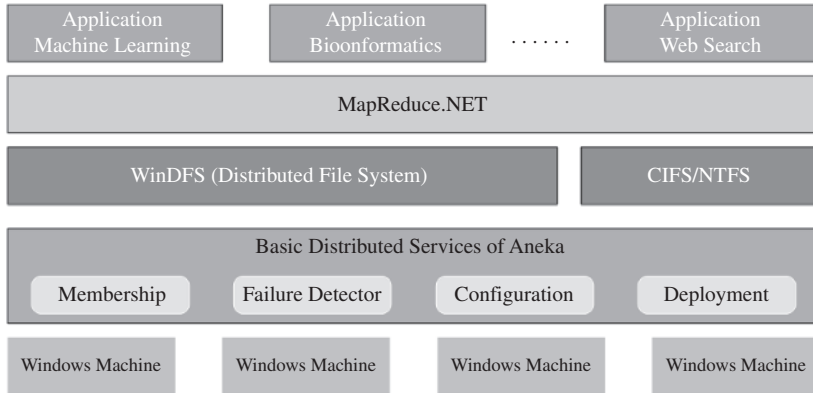 Application
Machine Learning
Application
Bioonformatics
. . . . . .
Application
Web Search
MapReduce.NET
WinDFS (Distributed File System)
CIFS/NTFS
Basic Distributed Services of Aneka
Membership
Failure Detector
Configuration
Deployment
Windows Machine
Windows Machine
Windows Machine
Windows Machine